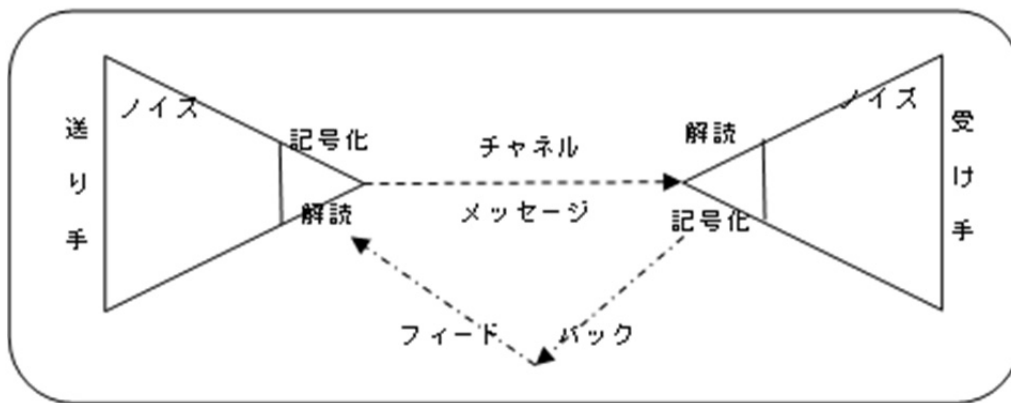 送り手
ノイズ
記号化
解読
チャネル
メッセージ
解読
記号化
ノイズ
受け手
フィードバック